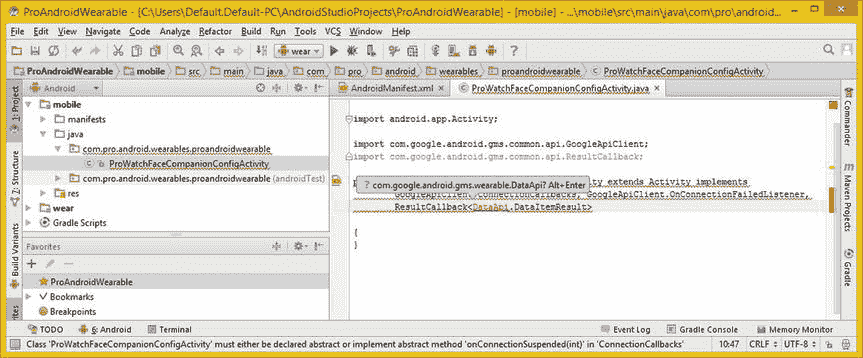 ProAndroidWearable - [C:\Users\Default.Default-PC\AndroidStudioProjects\ProAndroidWearable] - [mobile] - ...\mobile\src\main\java\com\pro\android...
File Edit View Navigate Code Analyze Refactor Build Run Tools VCS Window Help
wear
ProAndroidWearable mobile src main java com pro android wearables proandroidwearable ProWatchFaceCompanionConfigActivity
1: Project
Z: Structure
Build Variants
Android
mobile
manifests
java
com.pro.android.wearables.proandroidwearable
ProWatchFaceCompanionConfigActivity
com.pro.android.wearables.proandroidwearable (androidTest)
res
wear
Gradle Scripts
Favorites
ProAndroidWearable
Bookmarks
Breakpoints
AndroidManifest.xml
ProWatchFaceCompanionConfigActivity.java
import android.app.Activity;
import com.google.android.gms.common.api.GoogleApiClient;
import com.google.android.gms.common.api.ResultCallback;
? com.google.android.gms.wearable.DataApi? Alt+Enter
ity extends Activity implements
GoogleApiClient.ConnectionCallbacks, GoogleApiClient.OnConnectionFailedListener,
ResultCallback<DataApi.DataItemResult>
{
}
Commander
Maven Projects
Gradle
TODO 6: Android Terminal Event Log Gradle Console Memory Monitor
Class 'ProWatchFaceCompanionConfigActivity' must either be declared abstract or implement abstract method 'onConnectionSuspended(int)' in 'ConnectionCallbacks' 10:47 CRLF UTF-8